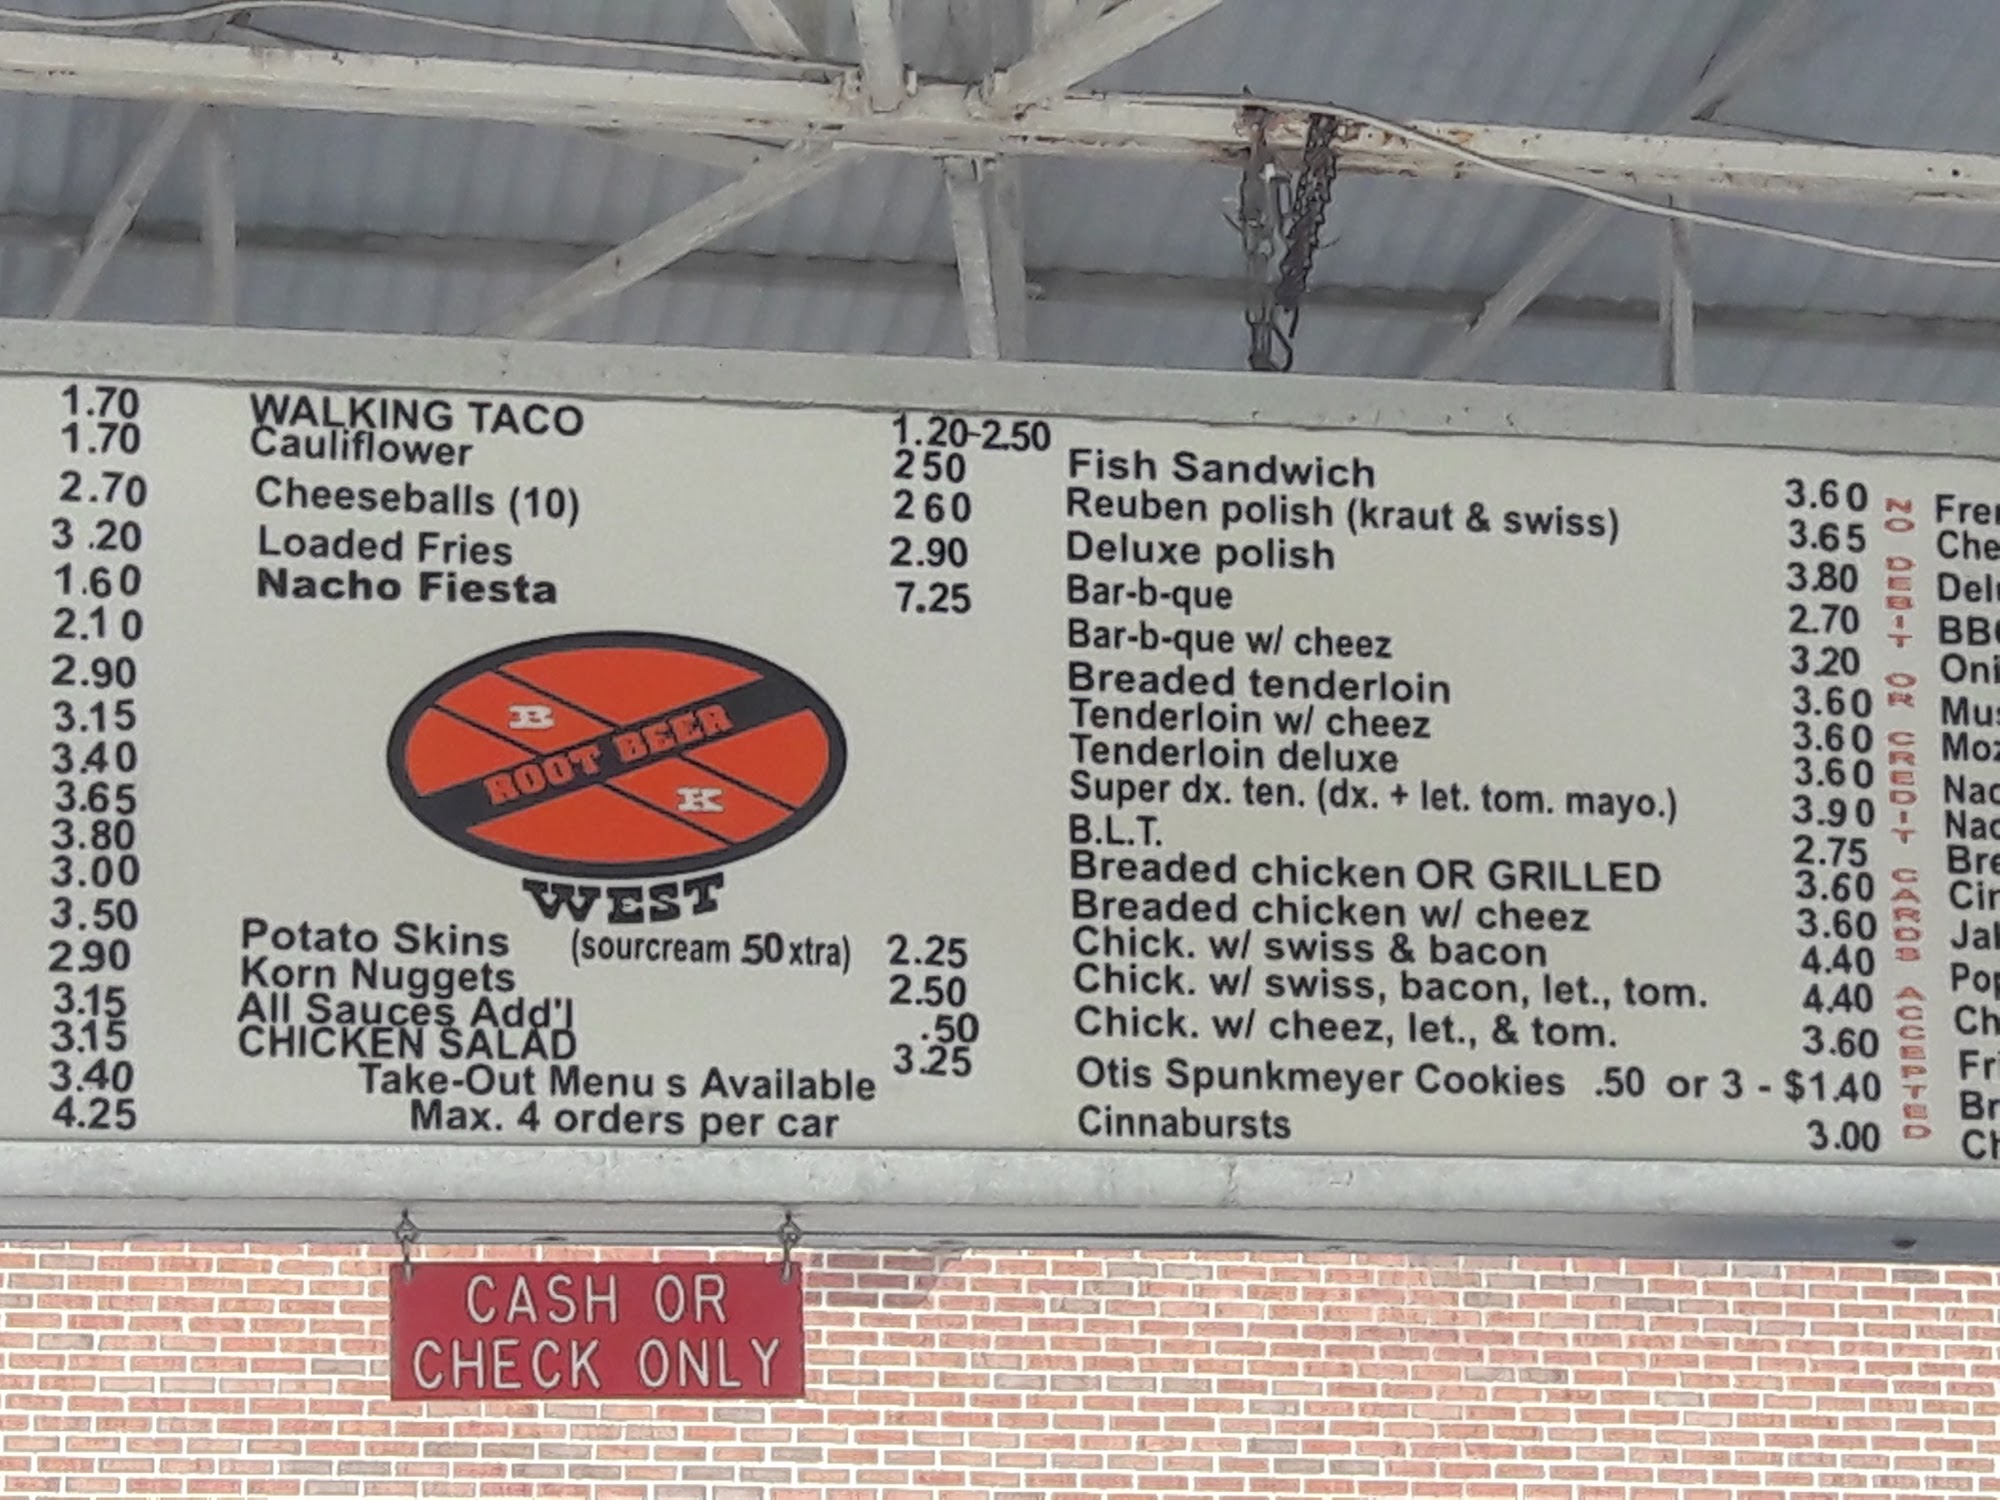 1.70
1.70
2.70
3.20
1.60
2.10
2.90
3.15
3.40
3.65
3.80
3.00
3.50
2.90
3.15
3.15
3.40
4.25
WALKING TACO 1.20-2.50
Cauliflower 2 50
Cheeseballs (10) 2 60
Loaded Fries 2.90
Nacho Fiesta 7.25
B
ROOT BEER
K
WEST
Potato Skins (sourcream .50 xtra) 2.25
Korn Nuggets 2.50
All Sauces Add'l .50
CHICKEN SALAD 3.25
Take-Out Menu s Available
Max. 4 orders per car
Fish Sandwich 3.60
Reuben polish (kraut & swiss) 3.65
Deluxe polish 3.80
Bar-b-que 2.70
Bar-b-que w/ cheez 3.20
Breaded tenderloin 3.60
Tenderloin w/ cheez 3.60
Tenderloin deluxe 3.60
Super dx. ten. (dx. + let. tom. mayo.) 3.90
B.L.T. 2.75
Breaded chicken OR GRILLED 3.60
Breaded chicken w/ cheez 3.60
Chick. w/ swiss & bacon 4.40
Chick. w/ swiss, bacon, let., tom. 4.40
Chick. w/ cheez, let., & tom. 3.60
Otis Spunkmeyer Cookies .50 or 3 - $1.40
Cinnabursts 3.00
NO DEBIT OR CREDIT CARDS ACCEPTED
CASH OR
CHECK ONLY